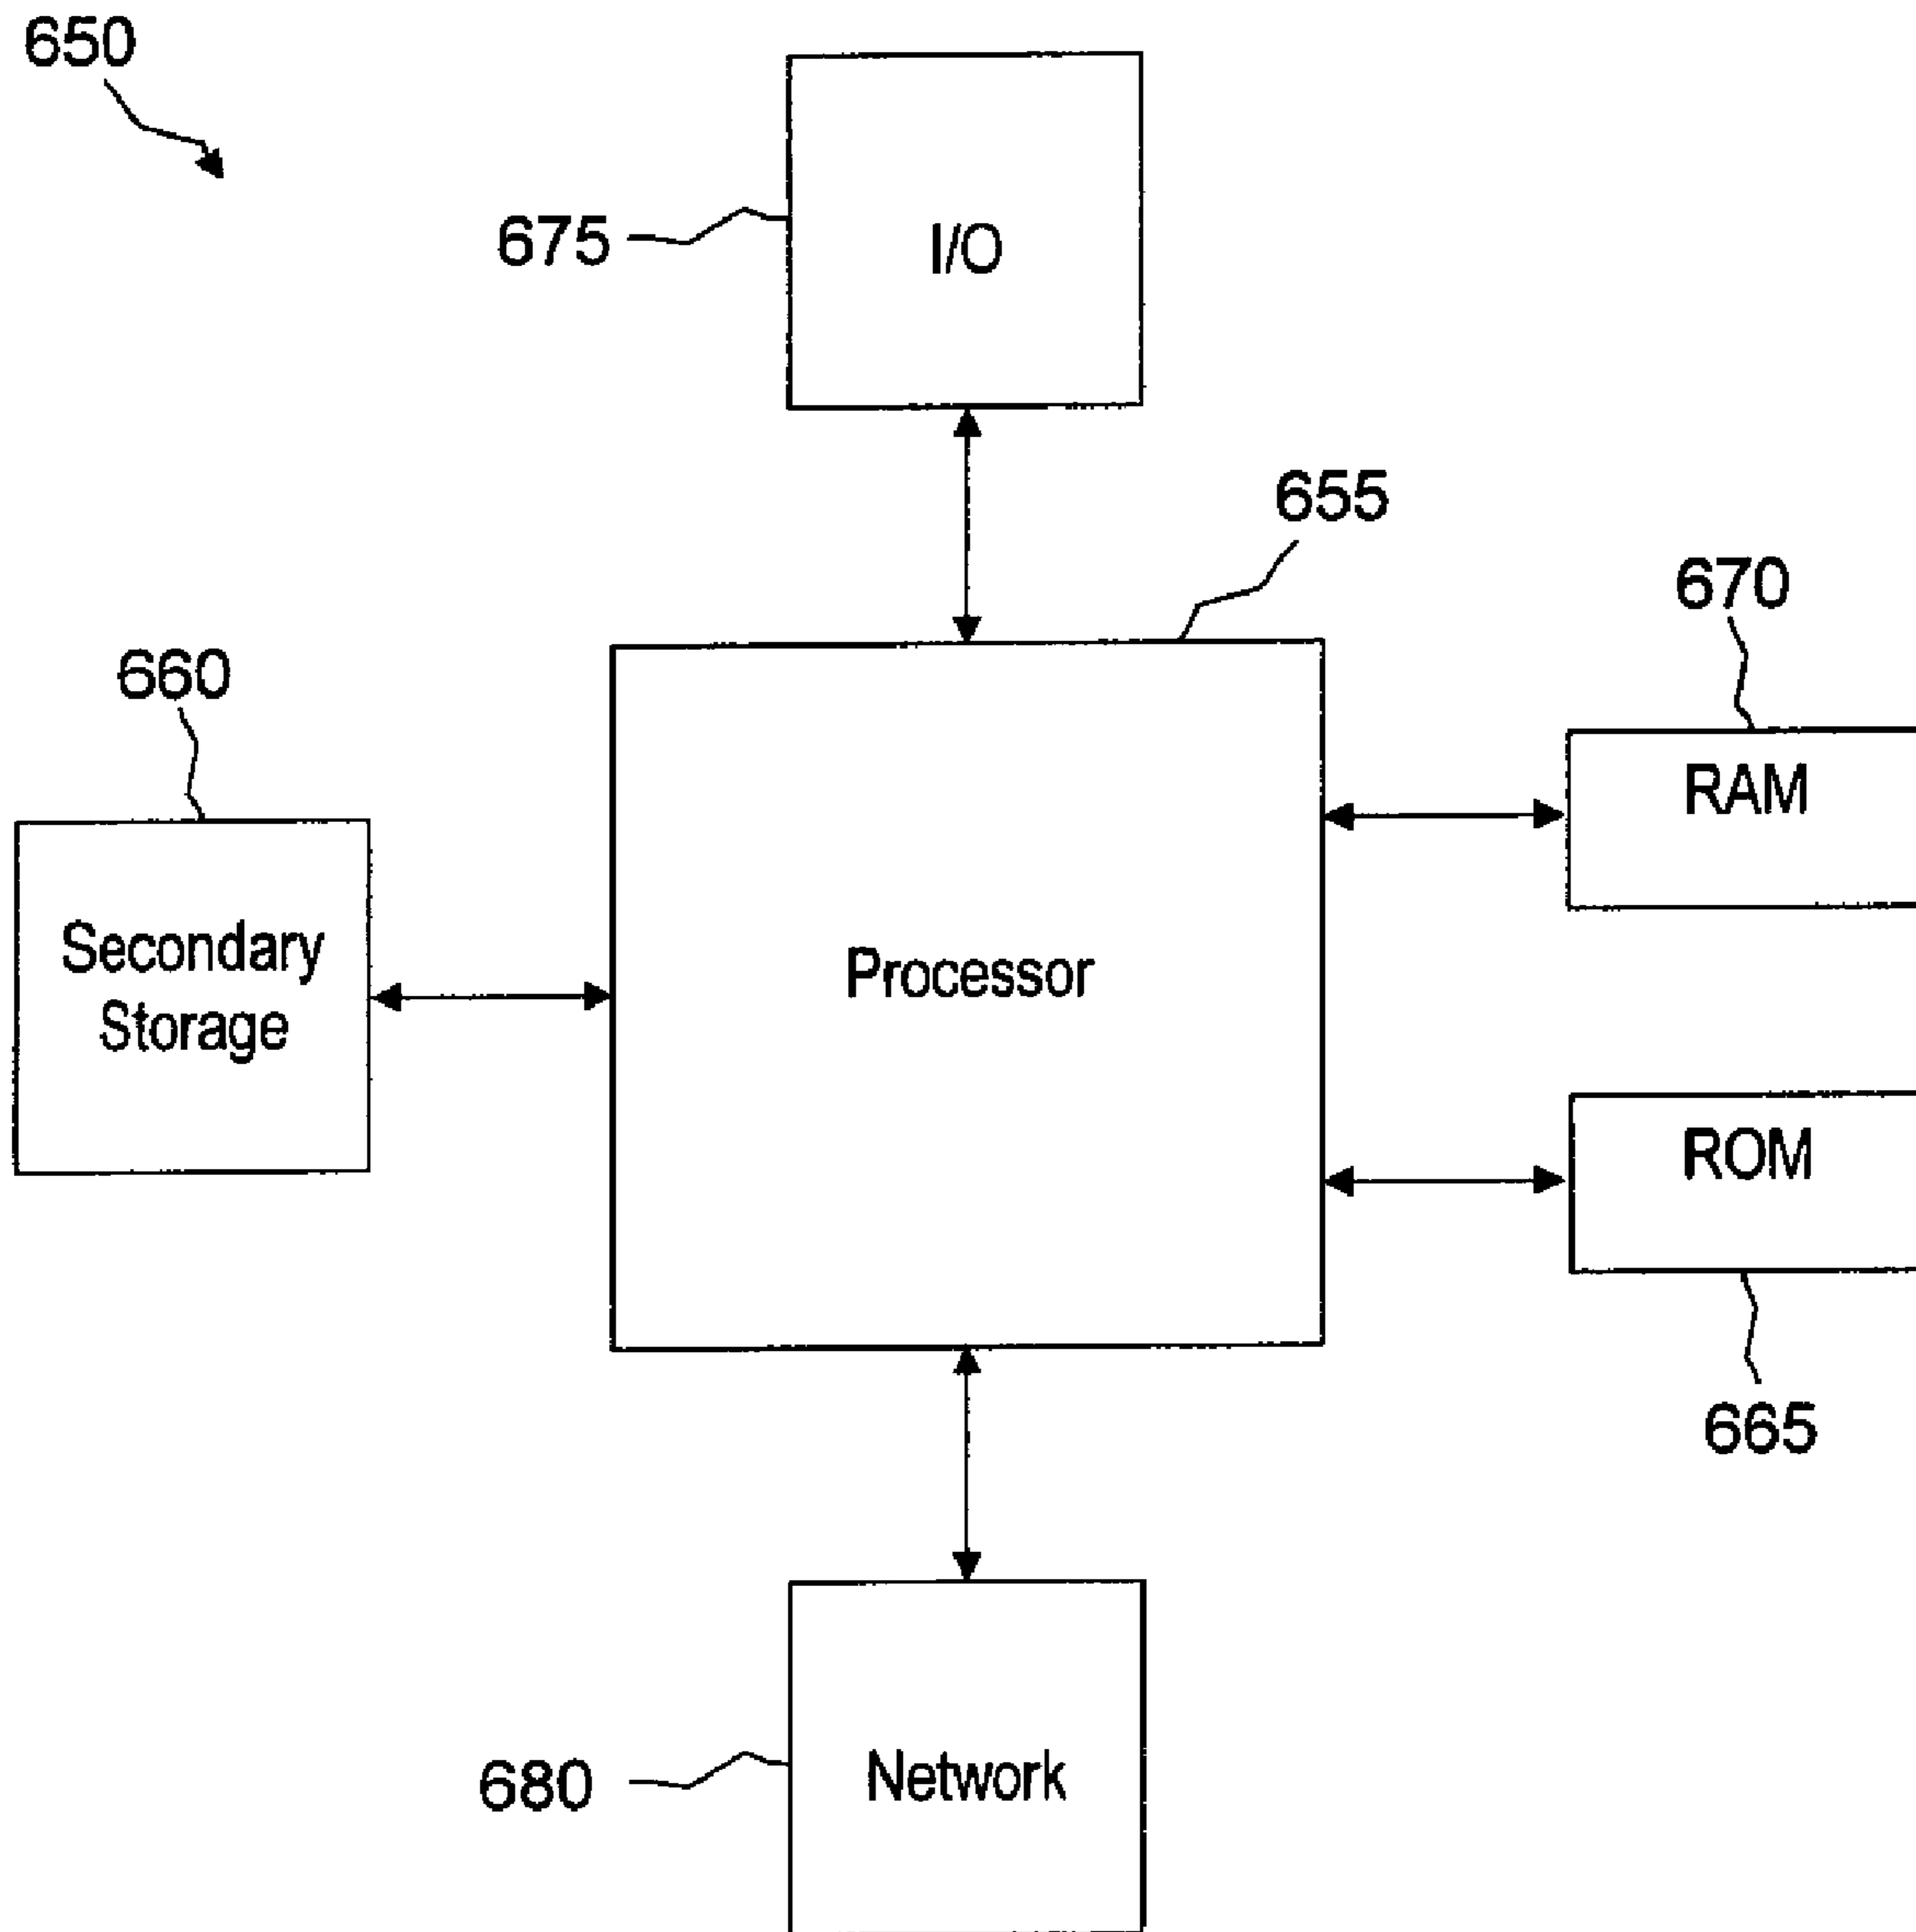 650
675
I/O
655
670
660
RAM
Secondary
Storage
Processor
ROM
665
680
Network